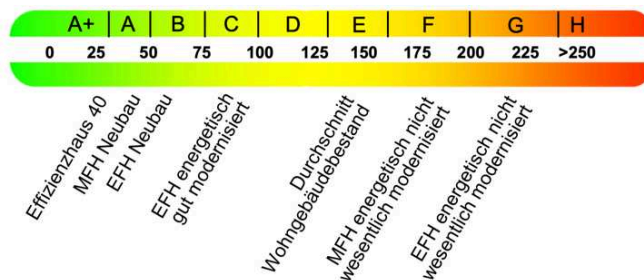 A+ A B C D E F G H
0 25 50 75 100 125 150 175 200 225 >250
Effizienzhaus 40
MFH Neubau
EFH Neubau
EFH energetisch
gut modernisiert
Durchschnitt
Wohngebäudebestand
MFH energetisch nicht
wesentlich modernisiert
EFH energetisch nicht
wesentlich modernisiert